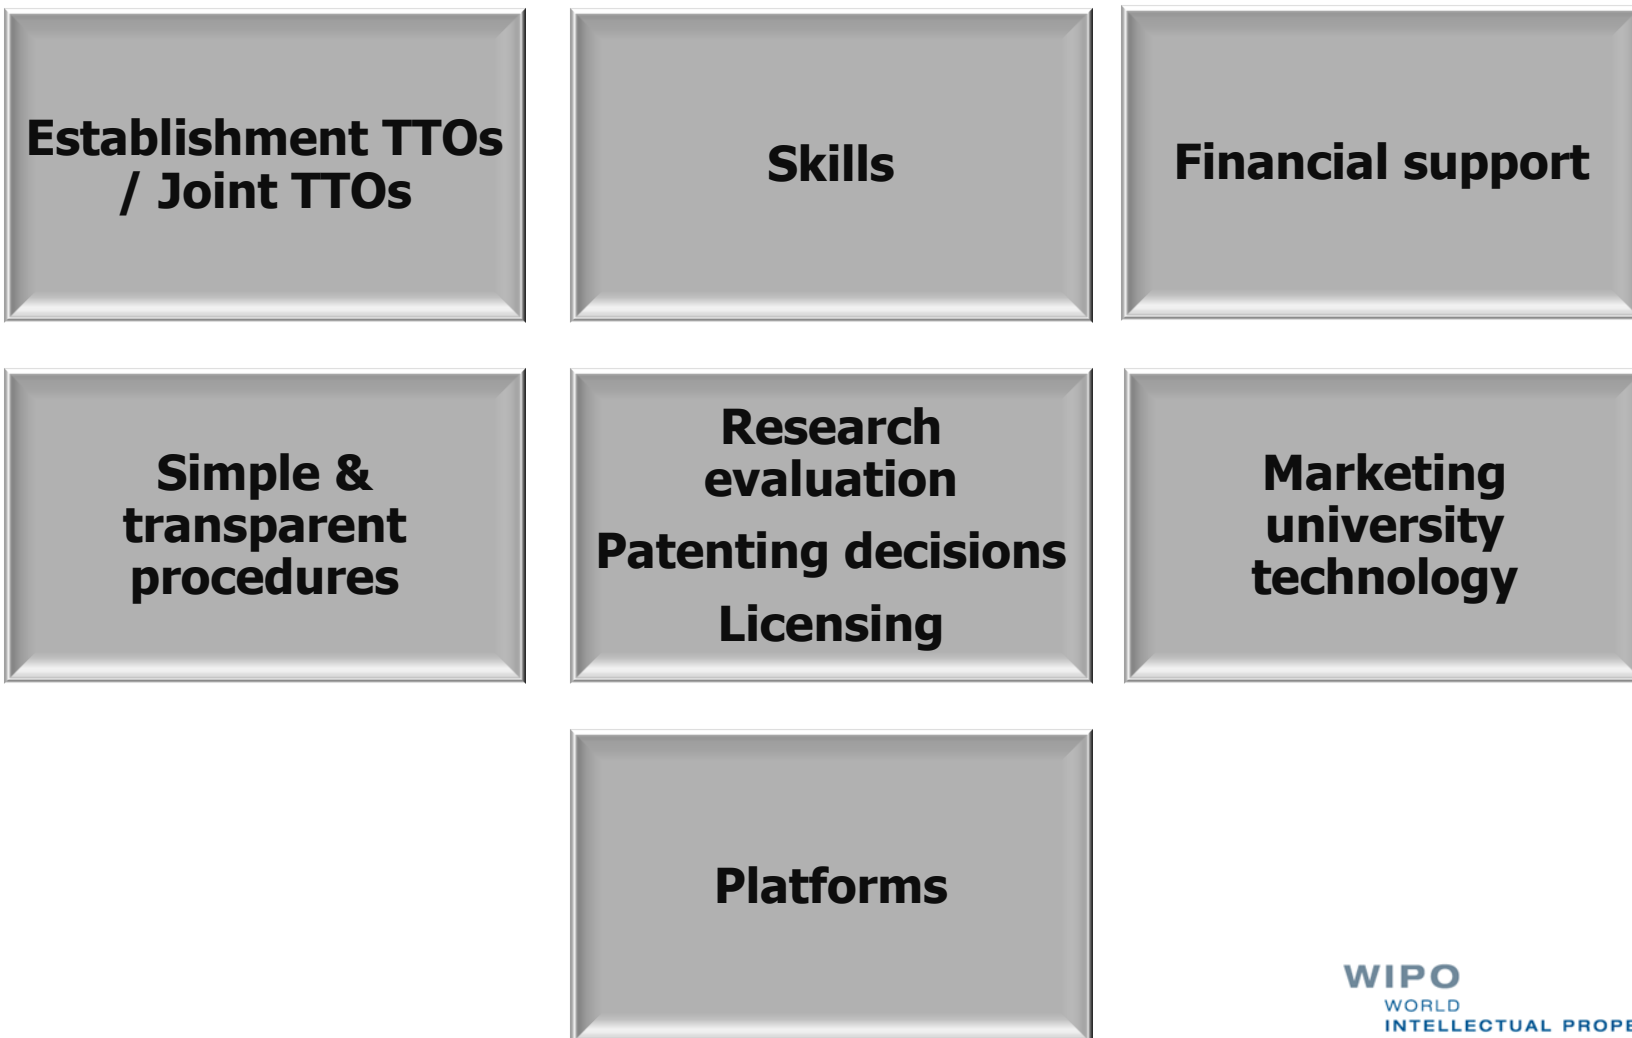 Establishment TTOs
/ Joint TTOs
Skills
Financial support
Simple &
transparent
procedures
Research
evaluation
Patenting decisions
Licensing
Marketing
university
technology
Platforms
WIPO
WORLD
INTELLECTUAL PROPE